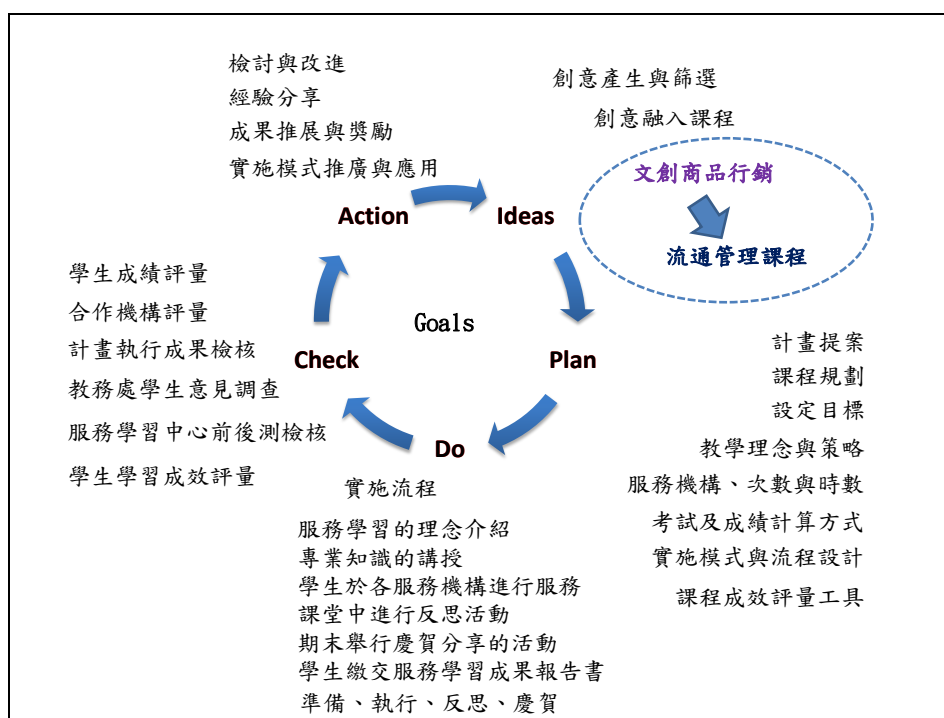 檢討與改進
經驗分享
成果推展與獎勵
實施模式推廣與應用
Action
創意產生與篩選
創意融入課程
文創商品行銷
流通管理課程
Ideas
Goals
學生成績評量
合作機構評量
計畫執行成果檢核
教務處學生意見調查
服務學習中心前後測檢核
學生學習成效評量
Check
Plan
計畫提案
課程規劃
設定目標
教學理念與策略
服務機構、次數與時數
考試及成績計算方式
實施模式與流程設計
課程成效評量工具
Do
實施流程
服務學習的理念介紹
專業知識的講授
學生於各服務機構進行服務
課堂中進行反思活動
期末舉行慶賀分享的活動
學生繳交服務學習成果報告書
準備、執行、反思、慶賀